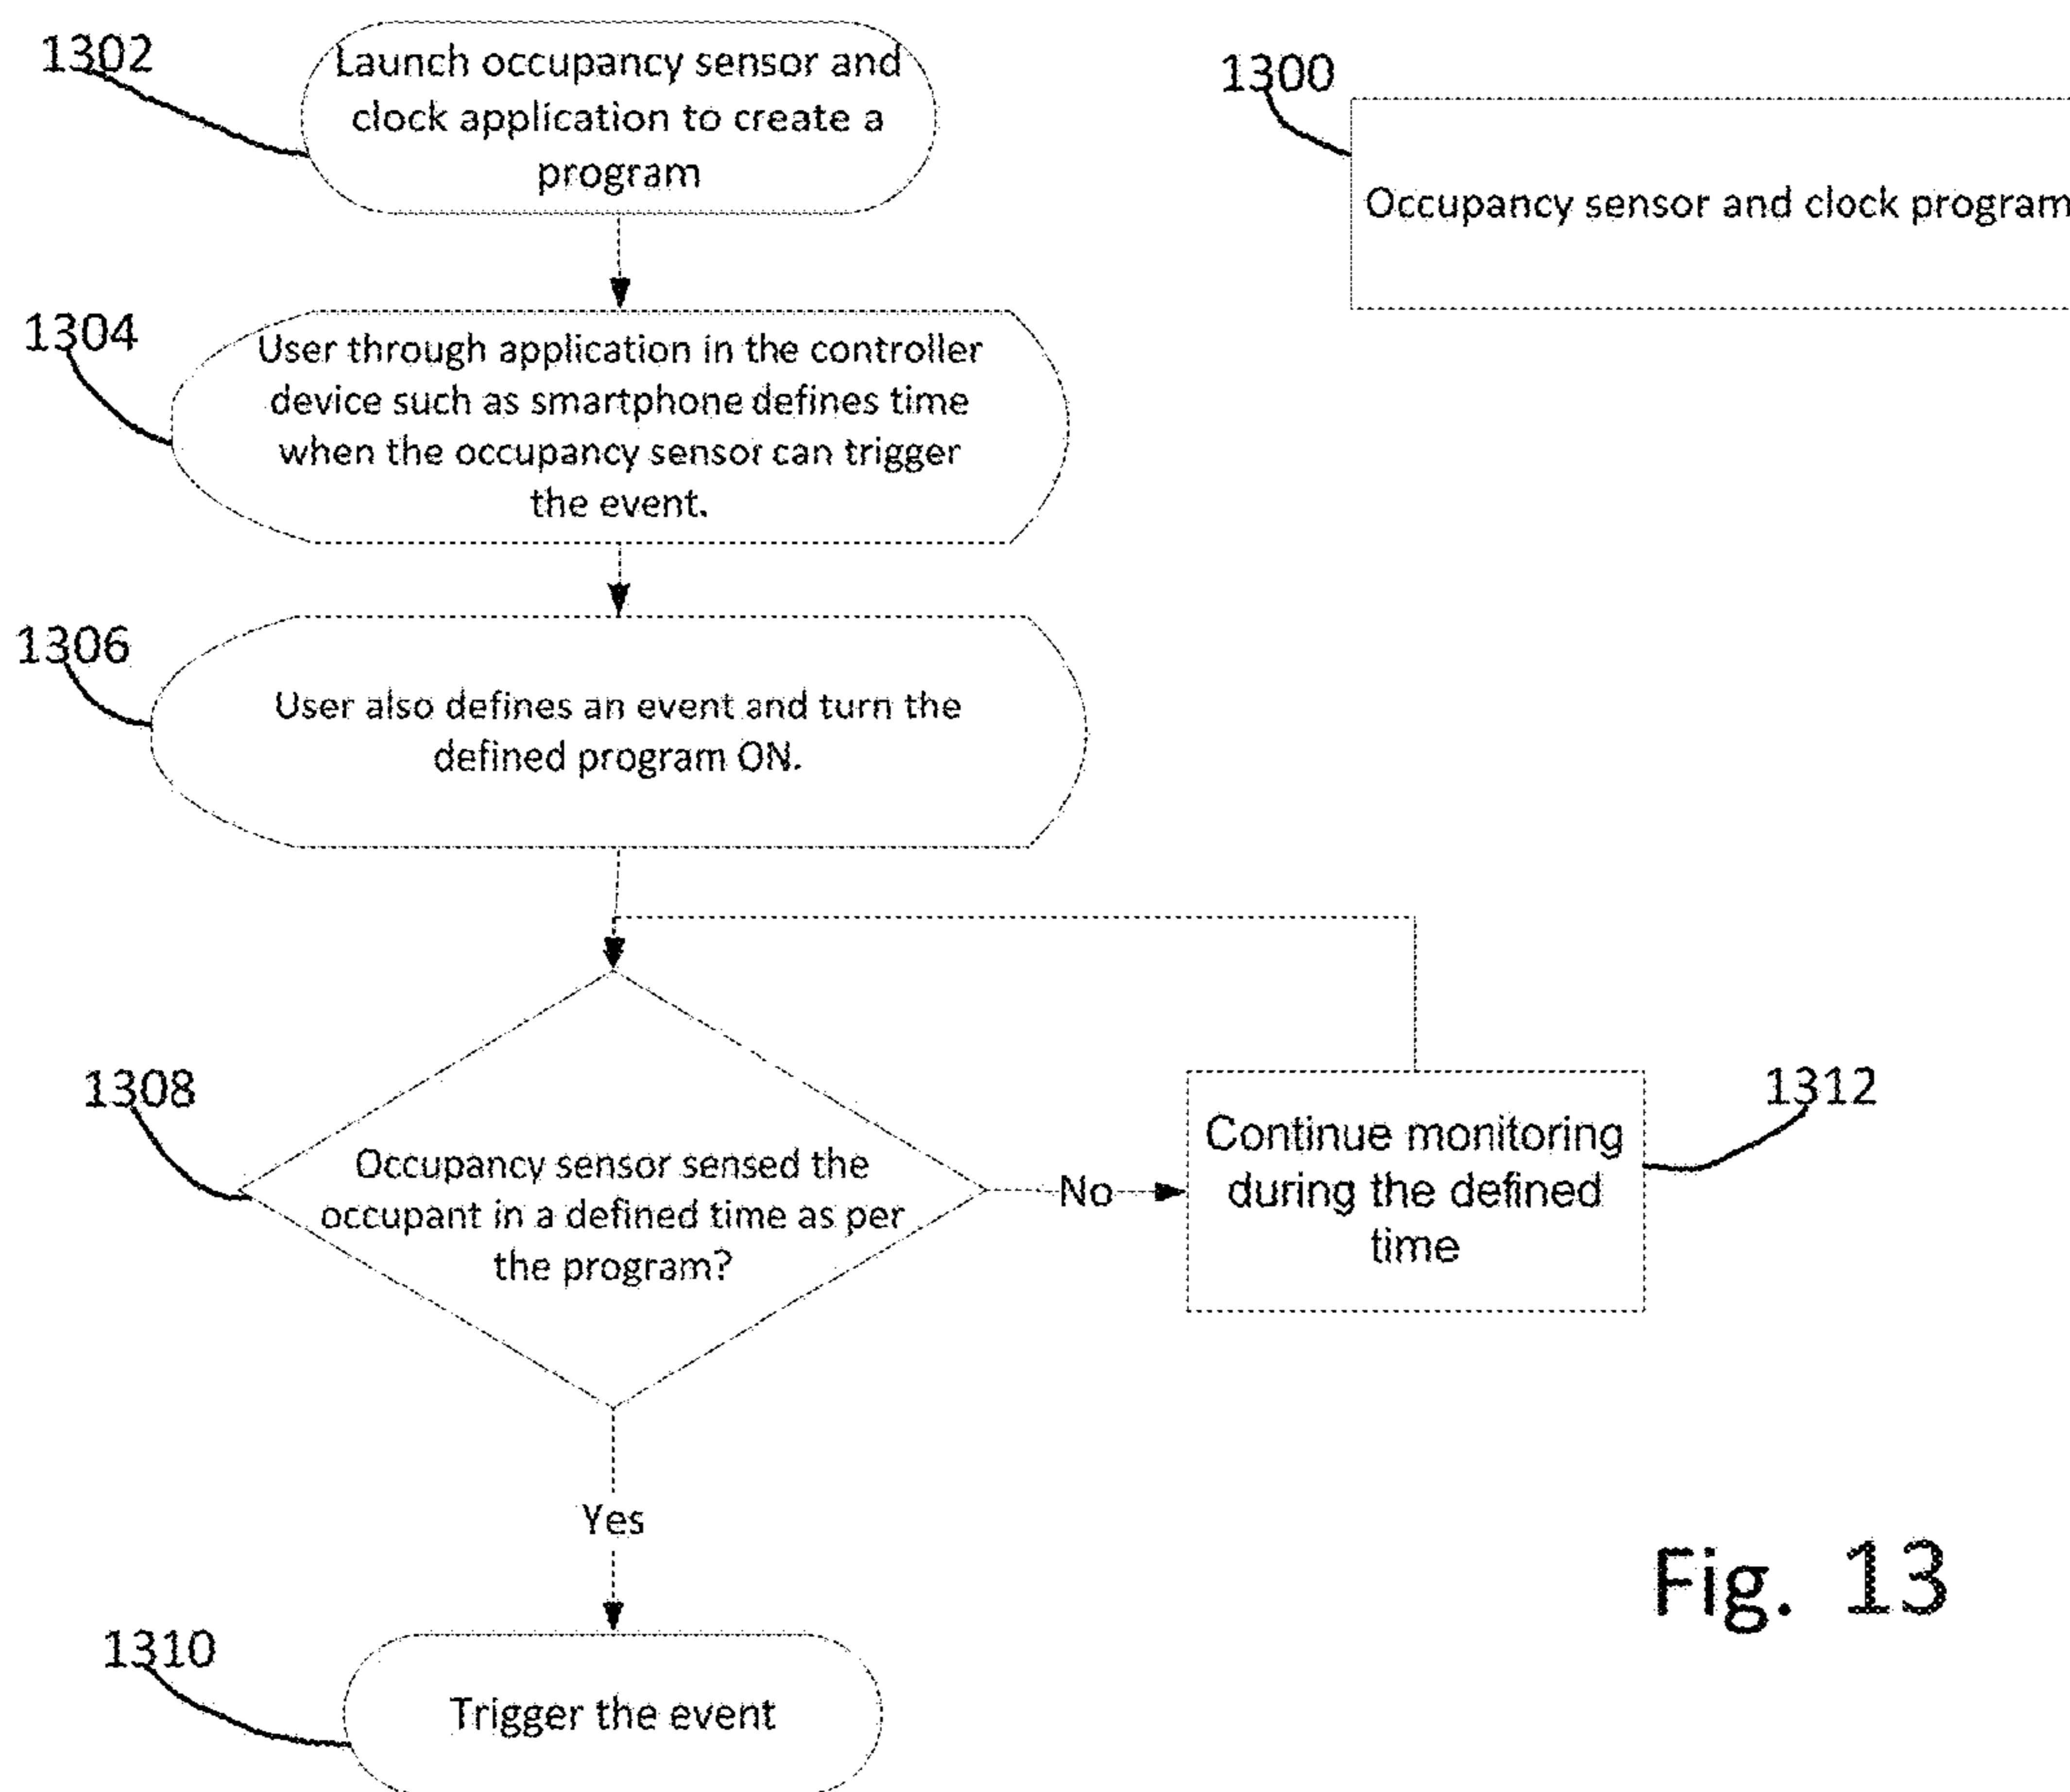 1302
Launch occupancy sensor and
clock application to create a
program
1300
Occupancy sensor and clock program
1304
User through application in the controller
device such as smartphone defines time
when the occupancy sensor can trigger
the event.
1306
User also defines an event and turn the
defined program ON.
1308
Occupancy sensor sensed the
occupant in a defined time as per
the program?
No
Continue monitoring
during the defined
time
1312
Yes
1310
Trigger the event
Fig. 13